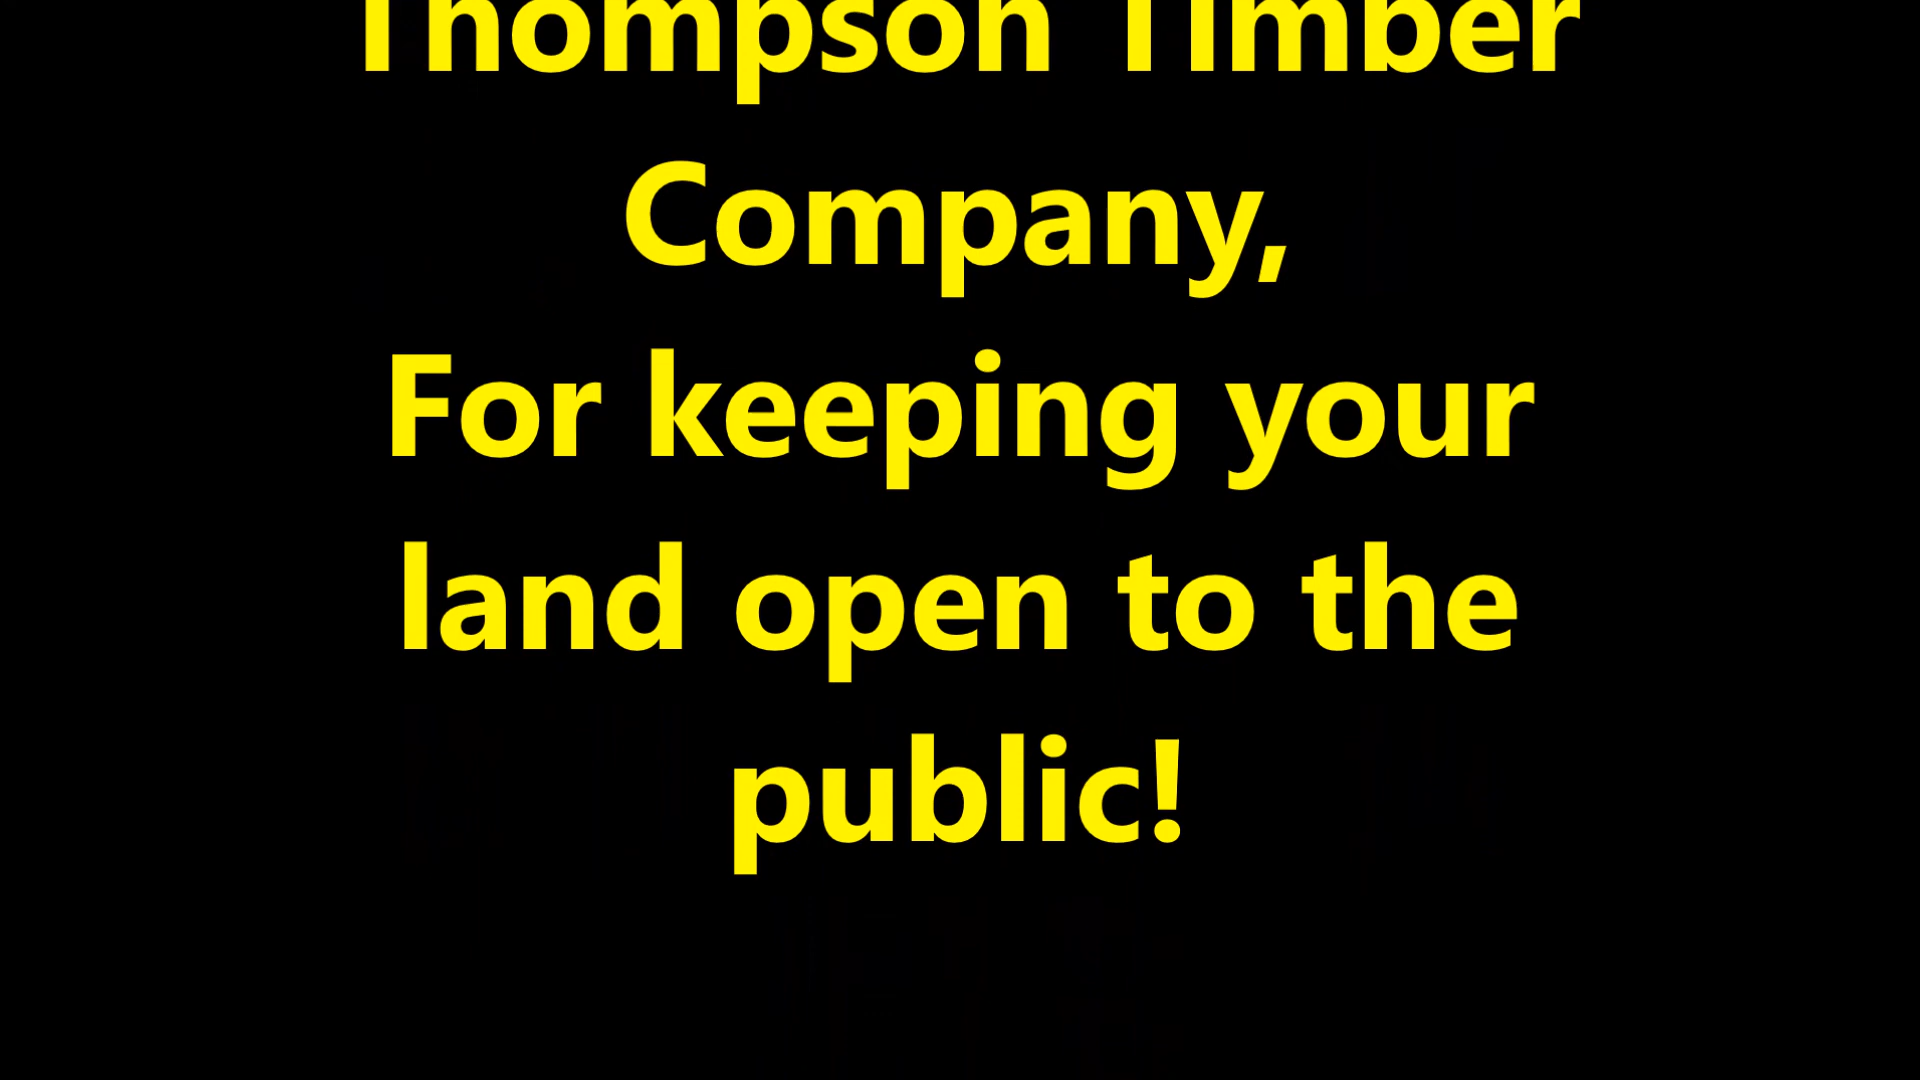 Thompson Timber
Company,
For keeping your
land open to the
public!